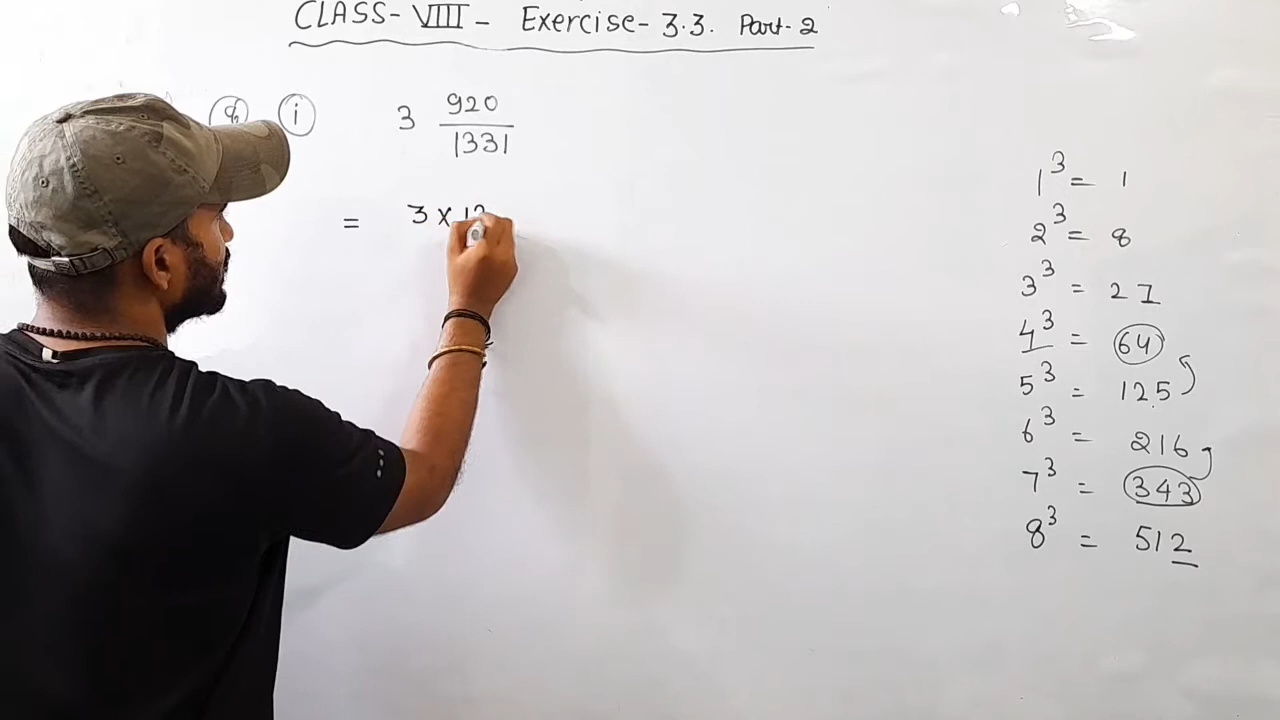 CLASS- VIII - Exercise- 3.3. Part-2
i 3 920/1331
= 3 x 13
1³ = 1
2³ = 8
3³ = 27
4³ = 64
5³ = 125
6³ = 216
7³ = 343
8³ = 512